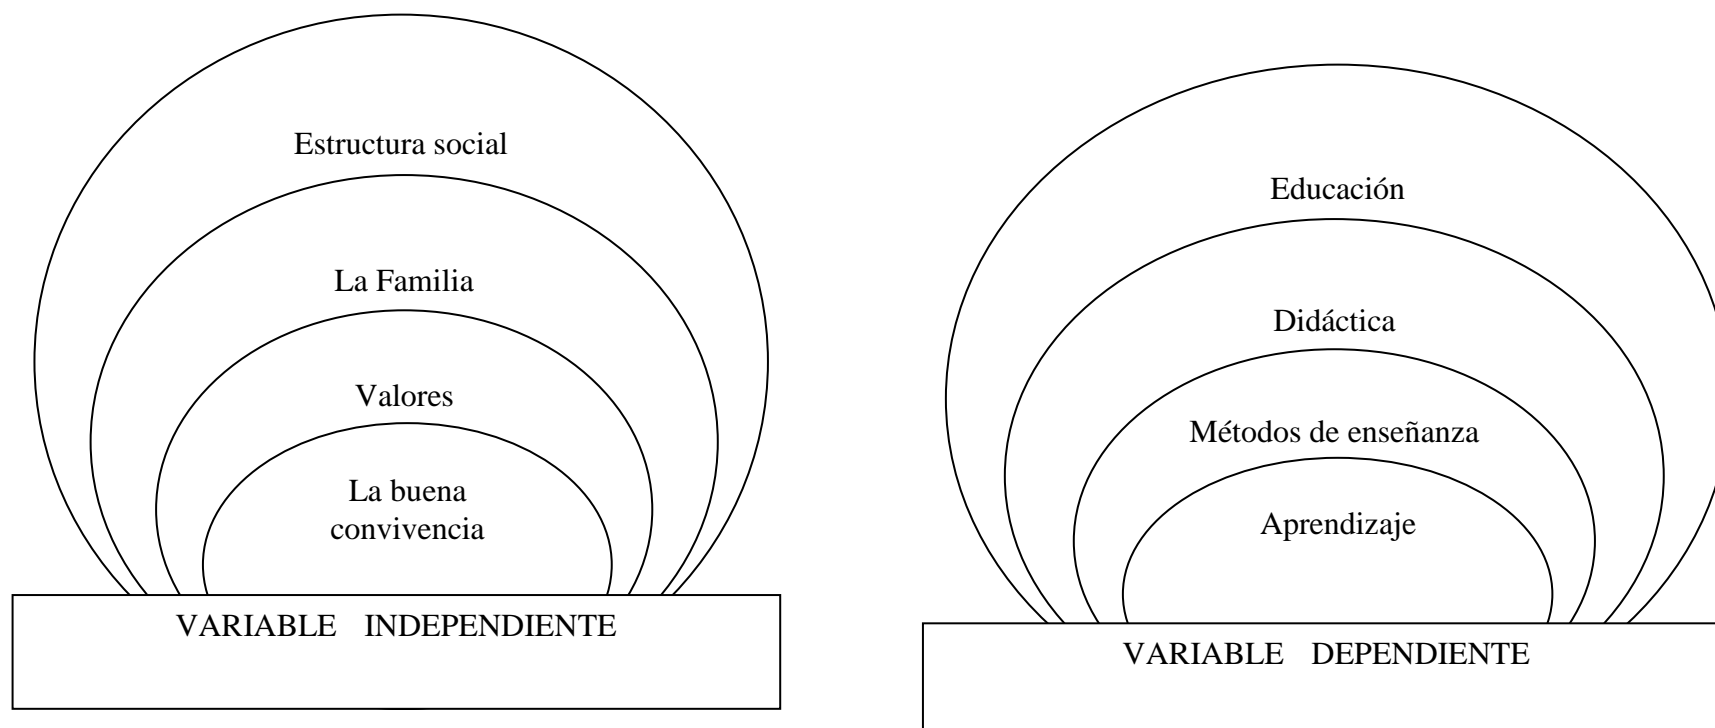 Estructura social
La Familia
Valores
La buena
convivencia
VARIABLE INDEPENDIENTE
Educación
Didáctica
Métodos de enseñanza
Aprendizaje
VARIABLE DEPENDIENTE